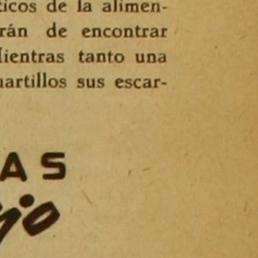 ticos de la alimen-
rán de encontrar
Mientras tanto una
martillos sus escar-
AS
jo